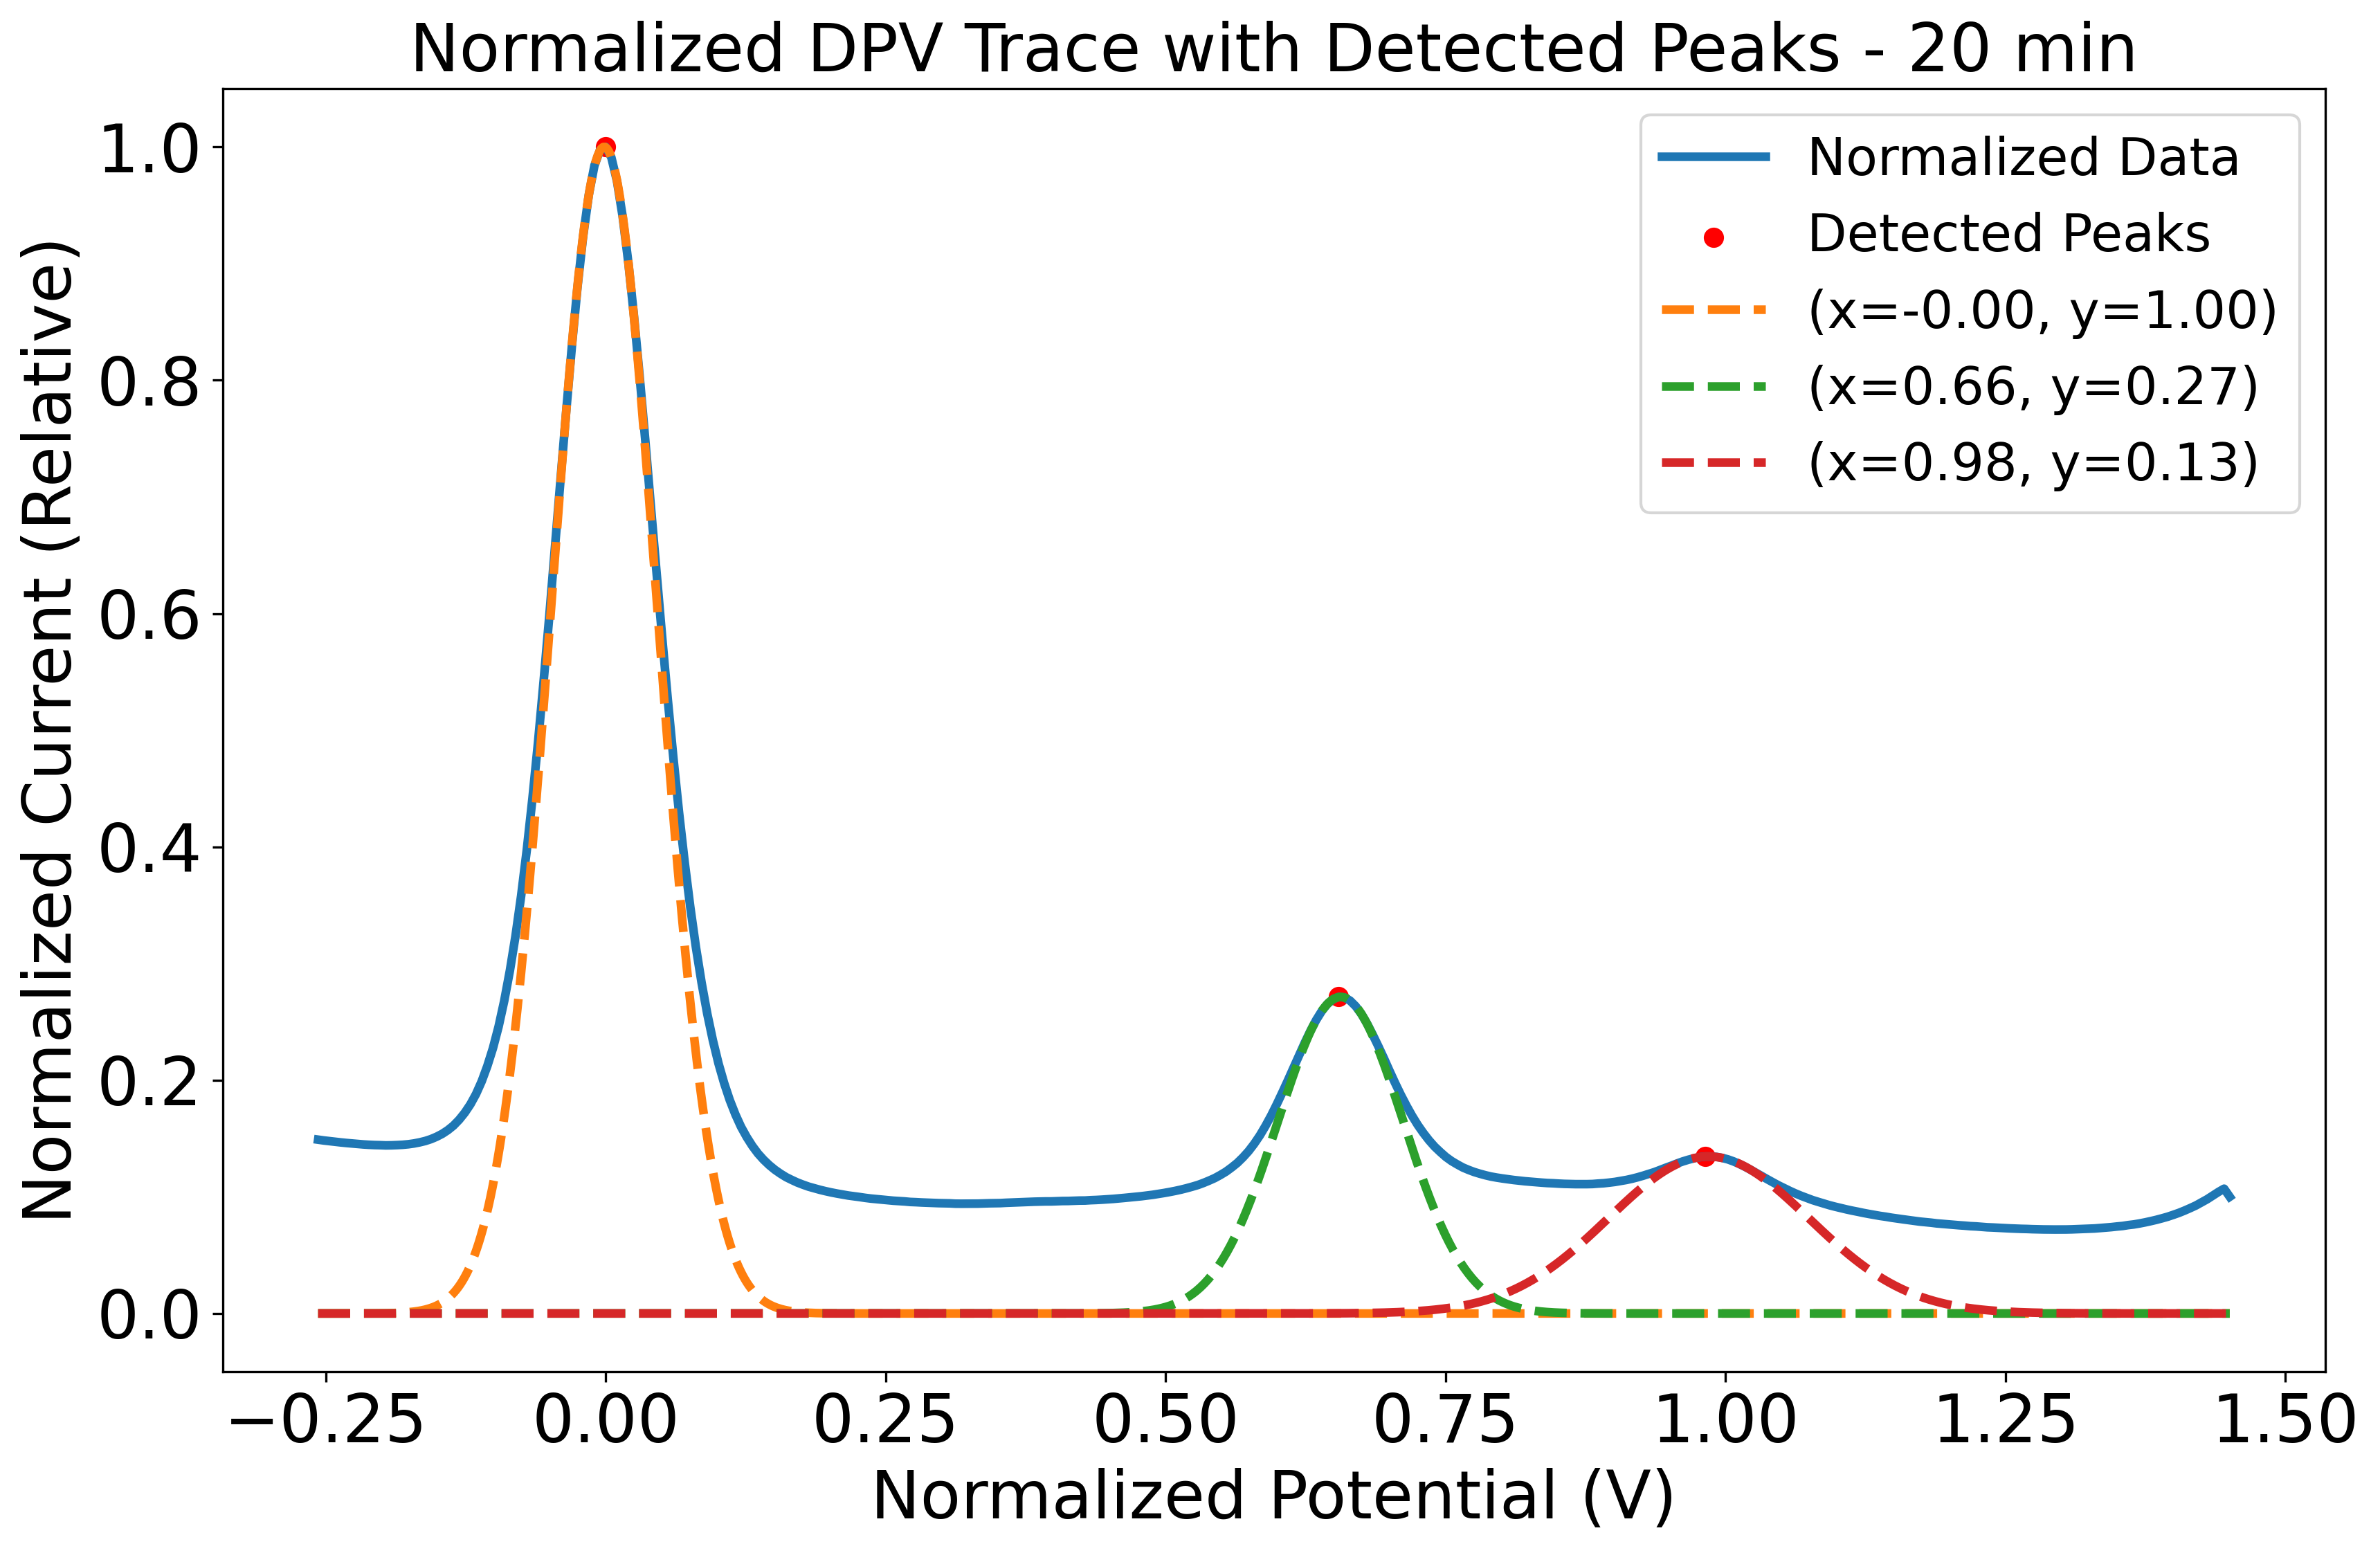 Normalized DPV Trace with Detected Peaks - 20 min
Normalized Current (Relative)
1.0
0.8
0.6
0.4
0.2
0.0
Normalized Data
Detected Peaks
(x=-0.00, y=1.00)
(x=0.66, y=0.27)
(x=0.98, y=0.13)
−0.25 0.00 0.25 0.50 0.75 1.00 1.25 1.50
Normalized Potential (V)